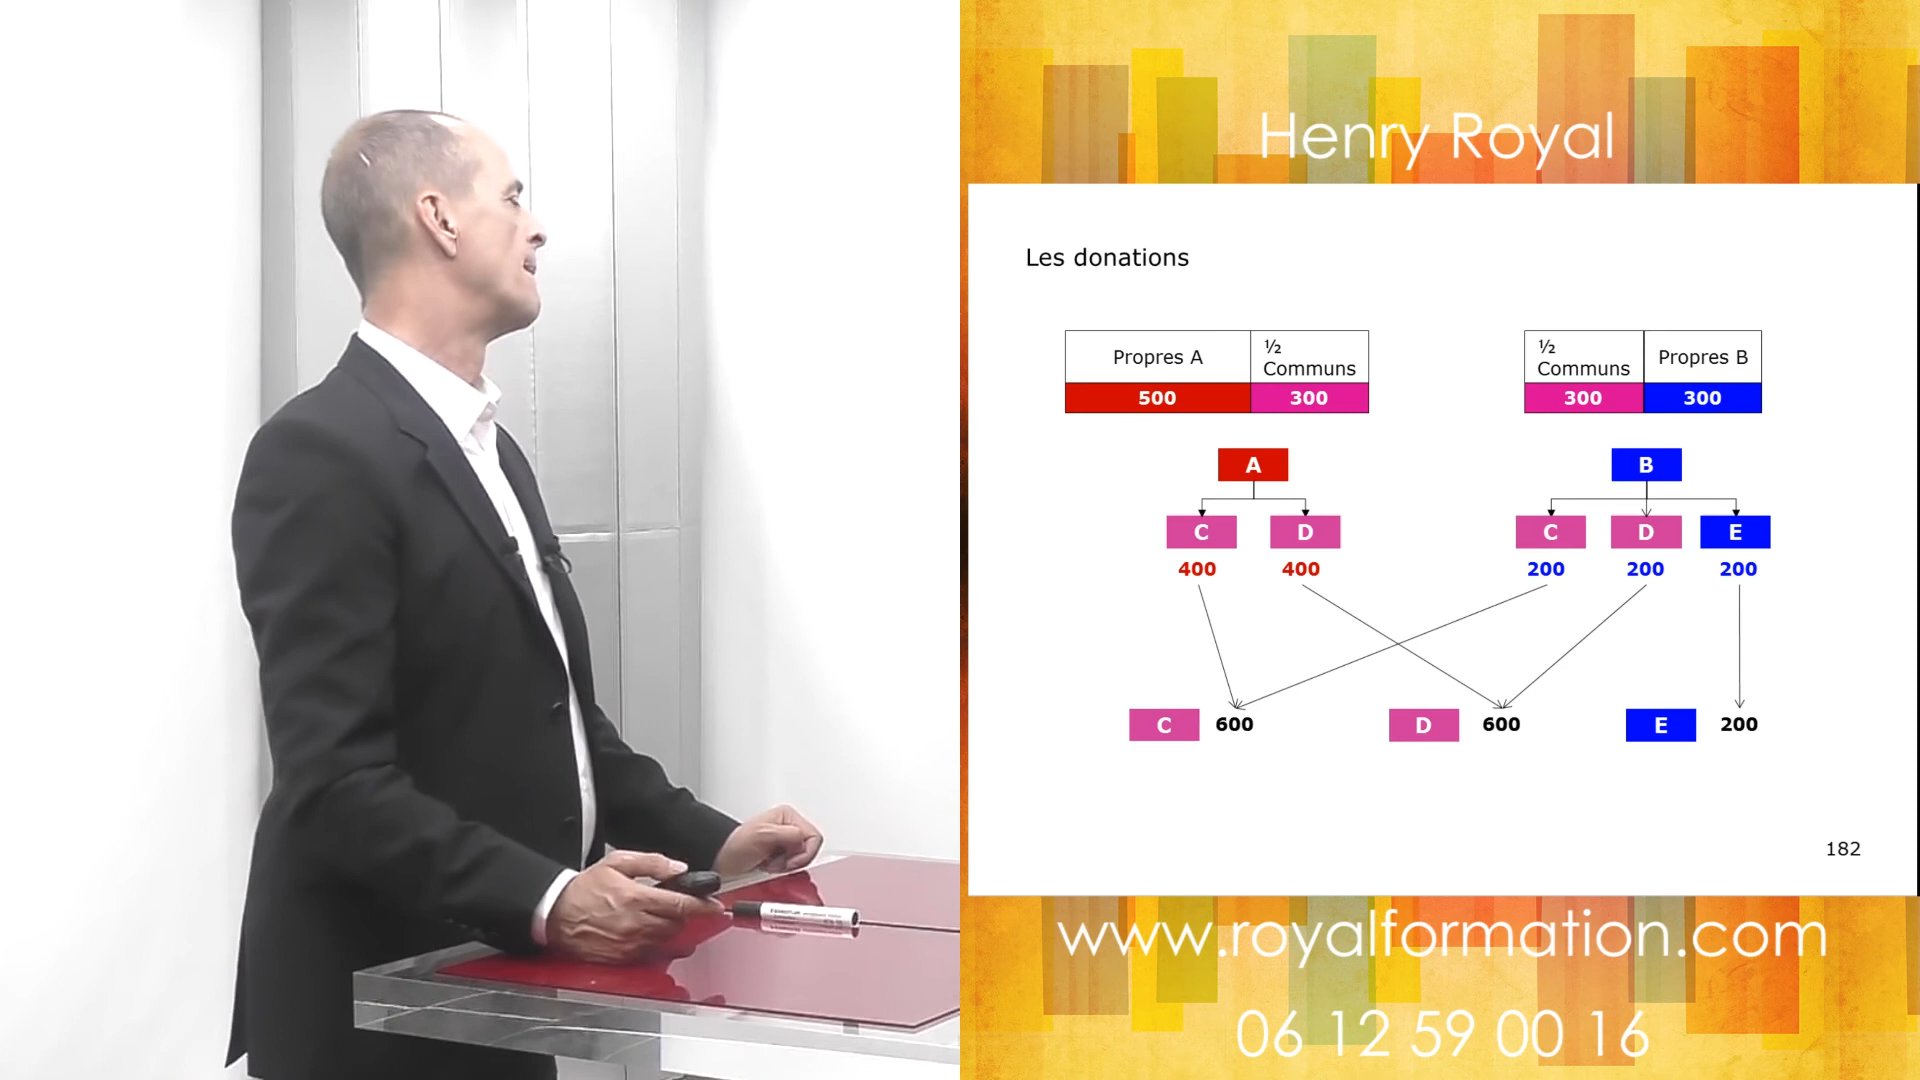 Henry Royal
Les donations
Propres A
½
Communs
500
300
½
Communs
Propres B
300
300
A
B
C
D
C
D
E
400
400
200
200
200
C
600
D
600
E
200
182
www.royalformation.com
06 12 59 00 16